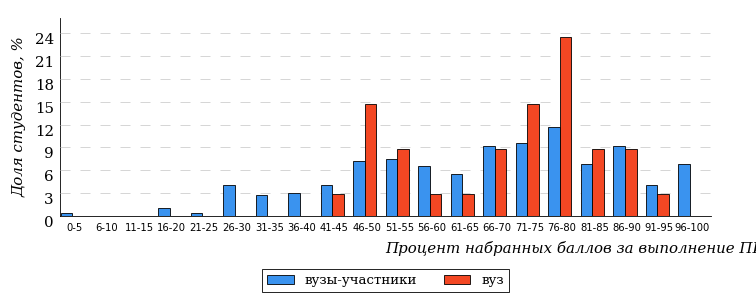 Доля студентов, %
24
21
18
15
12
9
6
3
0
0-5 6-10 11-15 16-20 21-25 26-30 31-35 36-40 41-45 46-50 51-55 56-60 61-65 66-70 71-75 76-80 81-85 86-90 91-95 96-100
Процент набранных баллов за выполнение
вузы-участники вуз